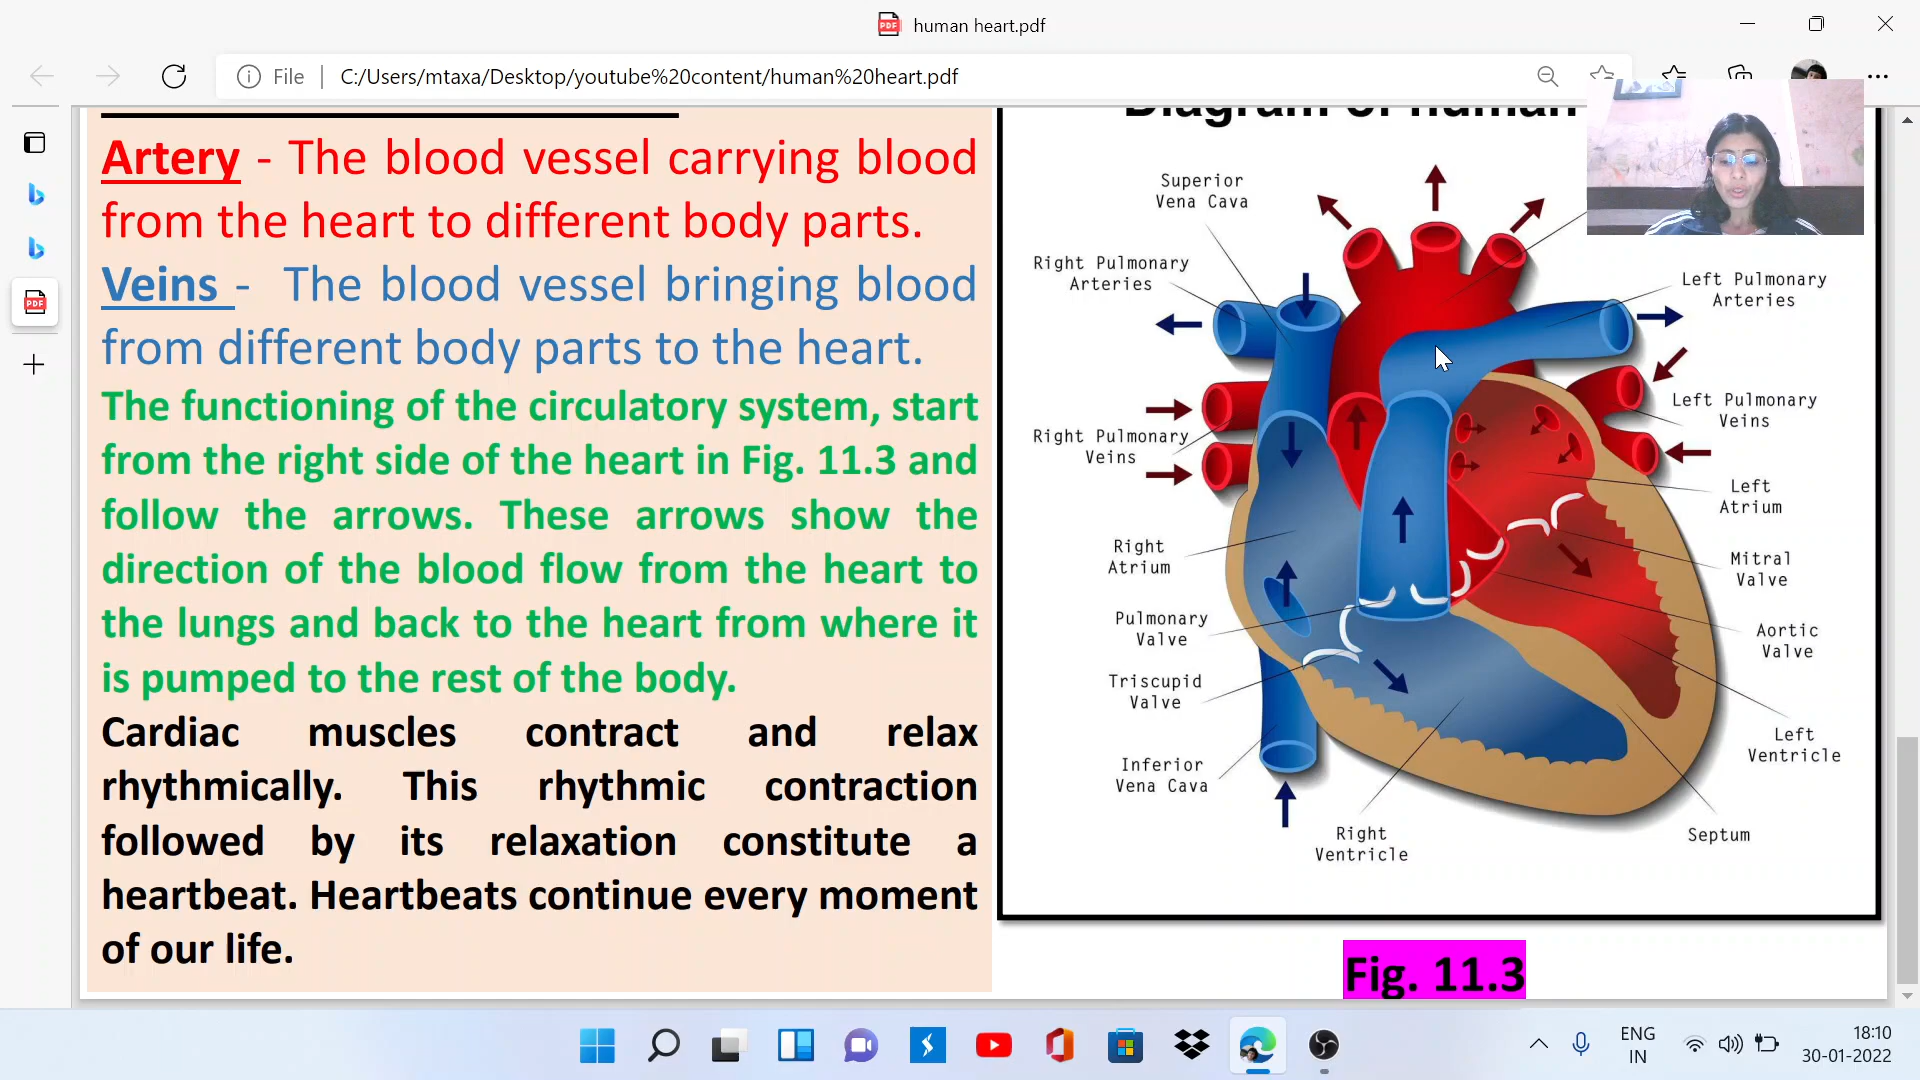 human heart.pdf
File
C:/Users/mtaxa/Desktop/youtube%20content/human%20heart.pdf
Artery - The blood vessel carrying blood
from the heart to different body parts.
Veins - The blood vessel bringing blood
from different body parts to the heart.
The functioning of the circulatory system, start
from the right side of the heart in Fig. 11.3 and
follow the arrows. These arrows show the
direction of the blood flow from the heart to
the lungs and back to the heart from where it
is pumped to the rest of the body.
Cardiac muscles contract and relax
rhythmically. This rhythmic contraction
followed by its relaxation constitute a
heartbeat. Heartbeats continue every moment
of our life.
Diagram of human
Superior
Vena Cava
Right Pulmonary
Arteries
Left Pulmonary
Arteries
Left Pulmonary
Veins
Right Pulmonary
Veins
Left
Atrium
Right
Atrium
Mitral
Valve
Pulmonary
Valve
Aortic
Valve
Triscupid
Valve
Left
Ventricle
Inferior
Vena Cava
Right
Ventricle
Septum
Fig. 11.3
PDF
PDF
ENG
IN
18:10
30-01-2022